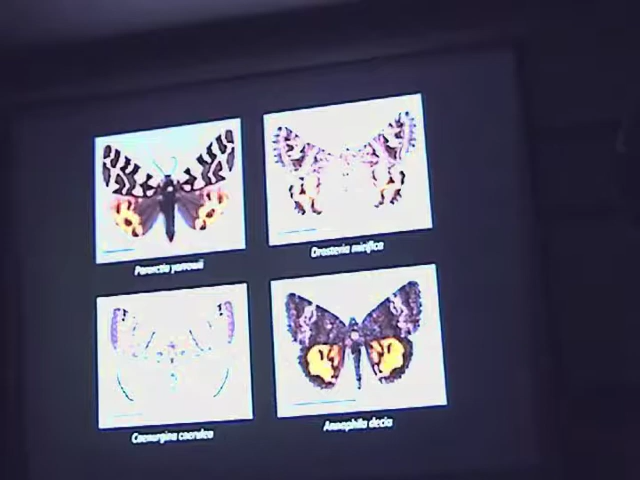 Pararctia yarrowii
Drasteria mirifica
Caenurgina caerulea
Annaphila decia